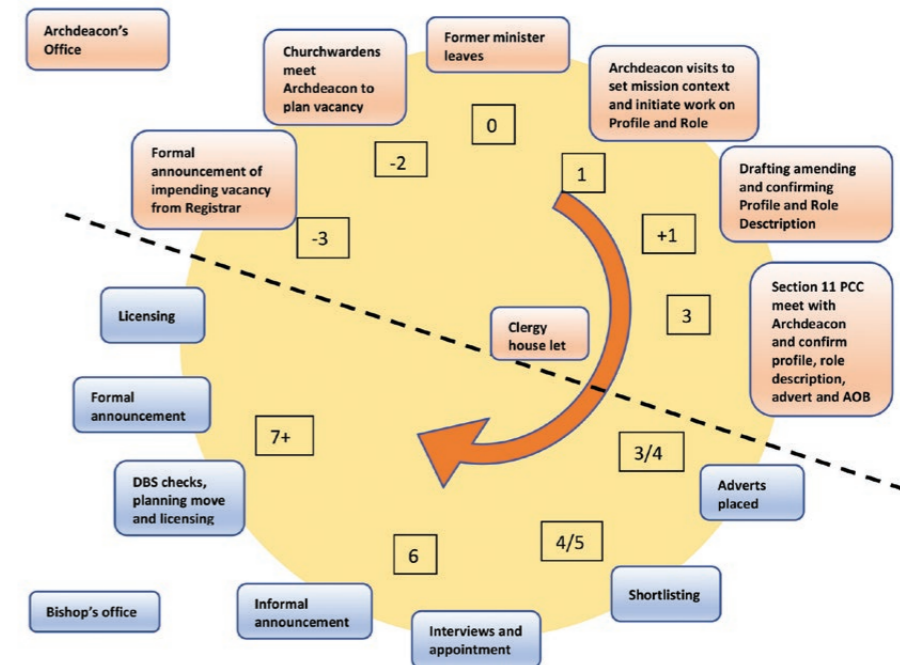 Archdeacon's
Office
Churchwardens
meet
Archdeacon to
plan vacancy
Former minister
leaves
Archdeacon visits to
set mission context
and initiate work on
Profile and Role
Formal
announcement of
impending vacancy
from Registrar
Drafting amending
and confirming
Profile and Role
Desctription
Section 11 PCC
meet with
Archdeacon
and confirm
profile, role
description,
advert and AOB
-3
-2
0
1
+1
3
Clergy
house let
3/4
4/5
6
7+
Adverts
placed
Shortlisting
Interviews and
appointment
Informal
announcement
DBS checks,
planning move
and licensing
Formal
announcement
Licensing
Bishop's office